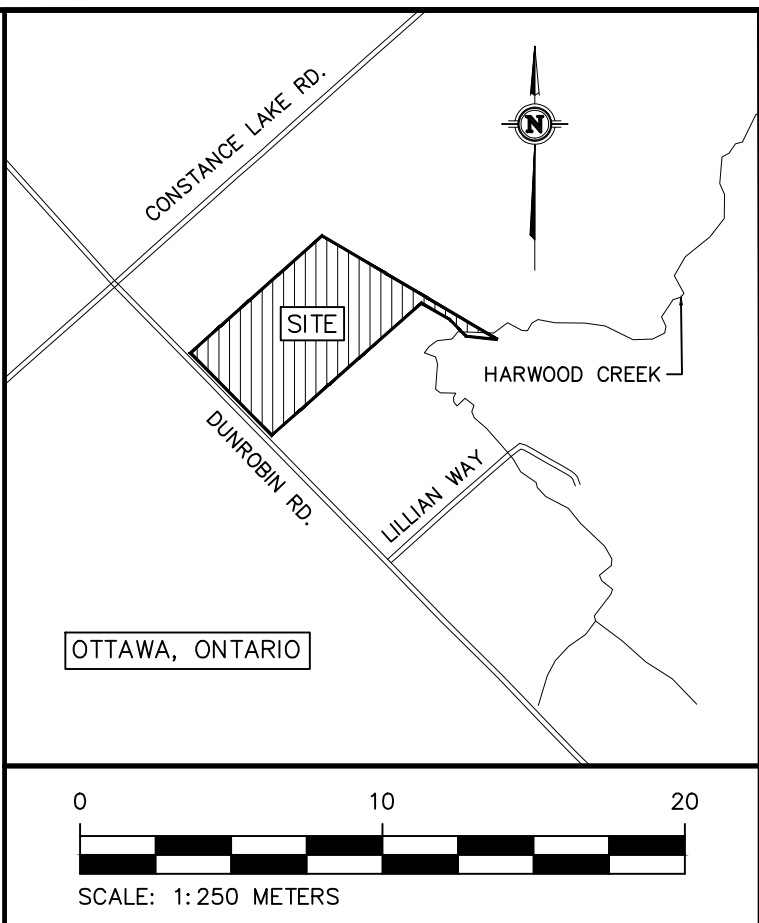 CONSTANCE LAKE RD.
N
SITE
HARWOOD CREEK
DUNROBIN RD.
LILLIAN WAY
OTTAWA, ONTARIO
0 10 20
SCALE: 1:250 METERS